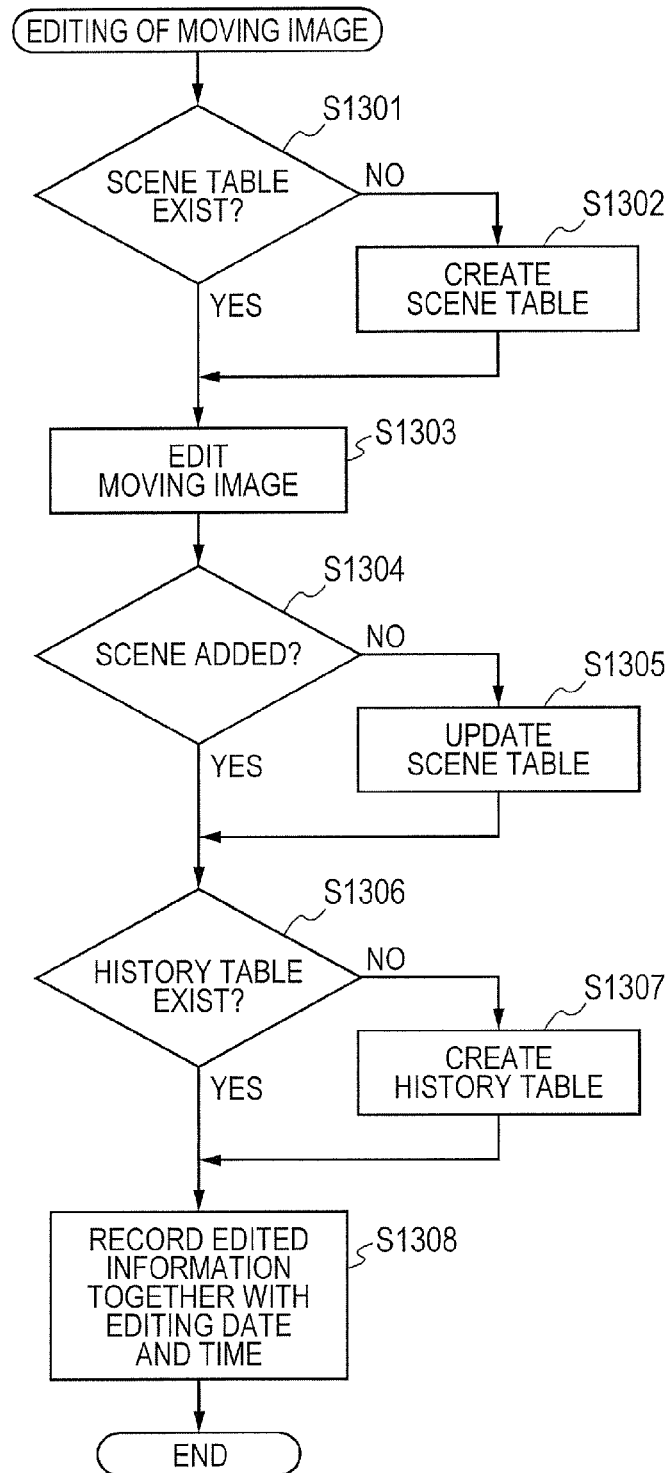 EDITING OF MOVING IMAGE
S1301
SCENE TABLE
EXIST?
NO
S1302
CREATE
SCENE TABLE
YES
S1303
EDIT
MOVING IMAGE
S1304
SCENE ADDED?
NO
S1305
UPDATE
SCENE TABLE
YES
S1306
HISTORY TABLE
EXIST?
NO
S1307
CREATE
HISTORY TABLE
YES
S1308
RECORD EDITED
INFORMATION
TOGETHER WITH
EDITING DATE
AND TIME
END